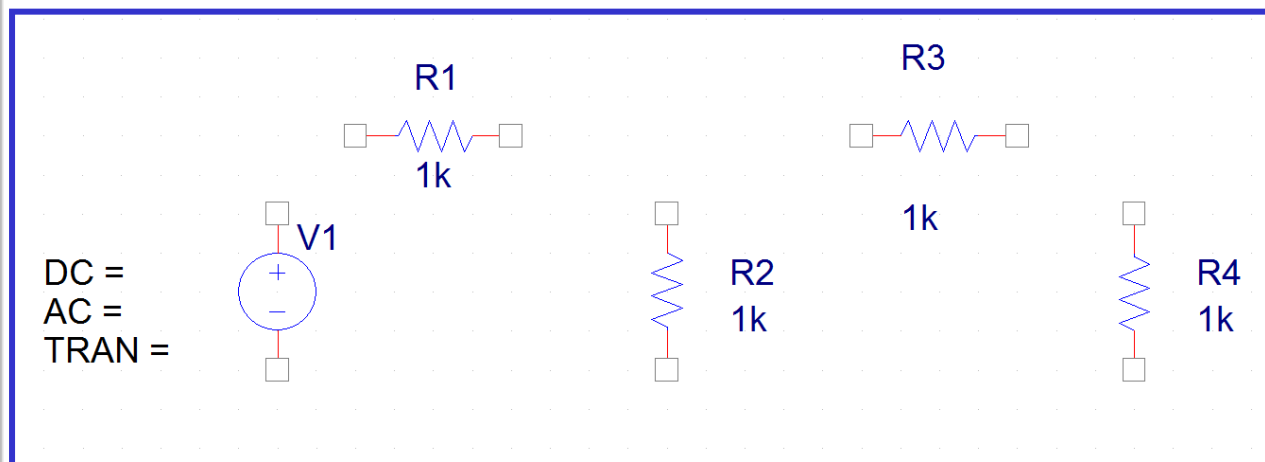 R1
1k
R3
1k
V1
DC =
AC =
TRAN =
R2
1k
R4
1k